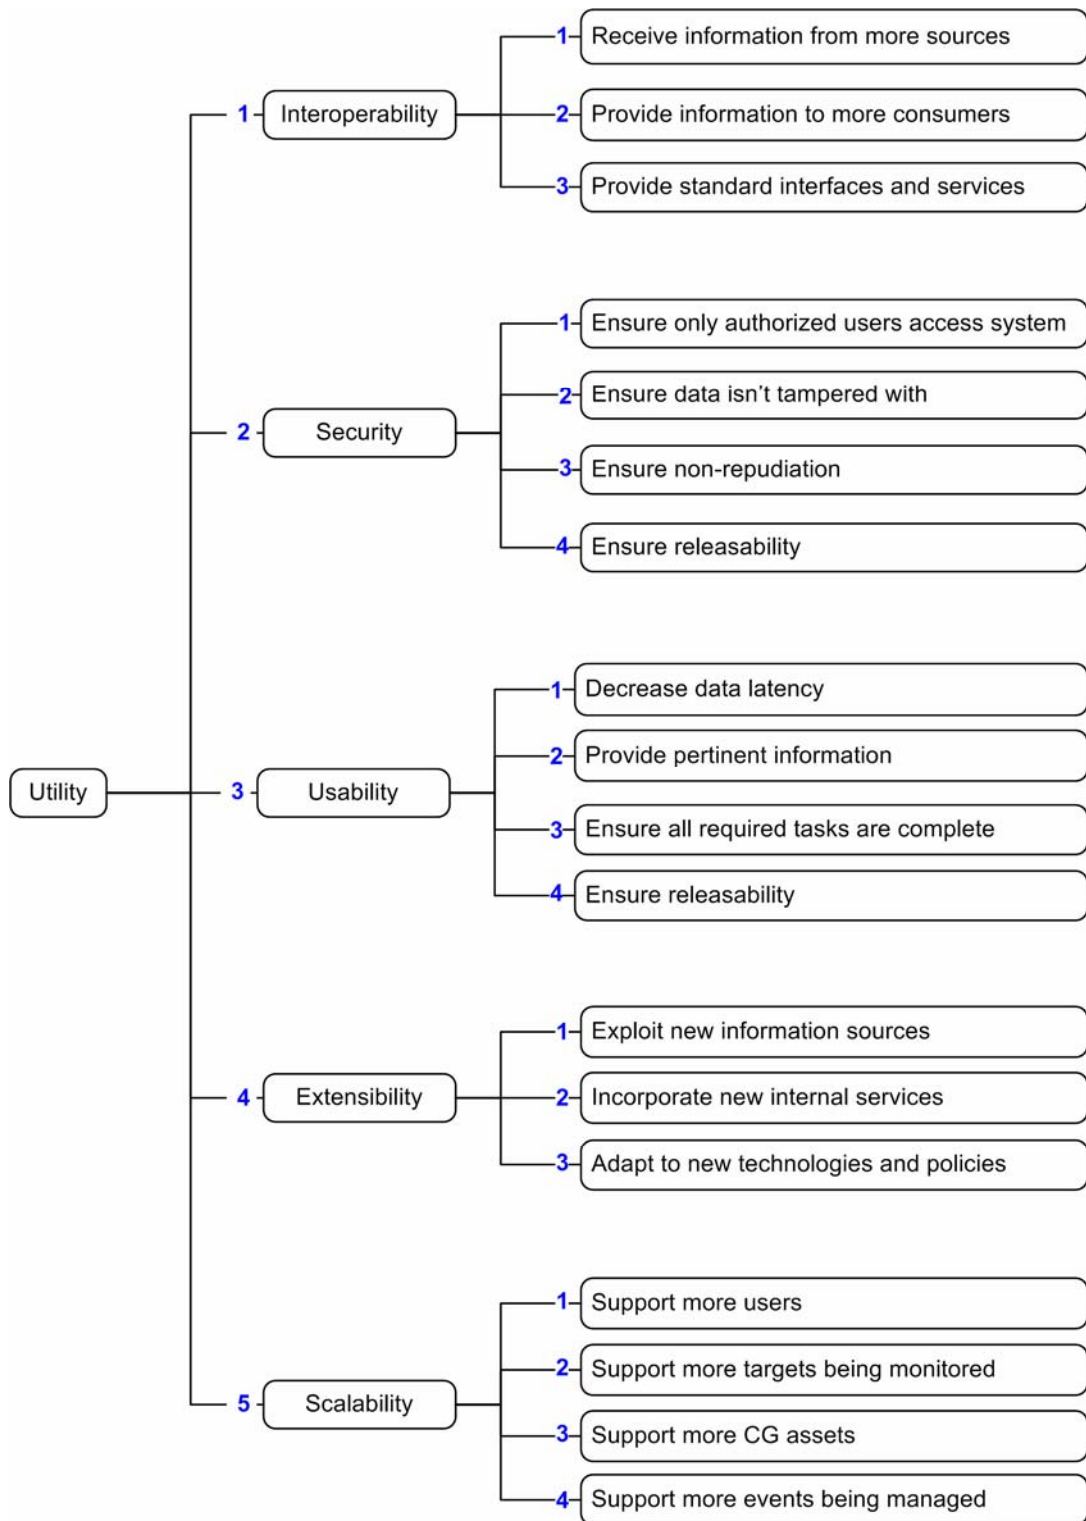 Utility
1 Interoperability
1 Receive information from more sources
2 Provide information to more consumers
3 Provide standard interfaces and services
2 Security
1 Ensure only authorized users access system
2 Ensure data isn’t tampered with
3 Ensure non-repudiation
4 Ensure releasability
3 Usability
1 Decrease data latency
2 Provide pertinent information
3 Ensure all required tasks are complete
4 Ensure releasability
4 Extensibility
1 Exploit new information sources
2 Incorporate new internal services
3 Adapt to new technologies and policies
5 Scalability
1 Support more users
2 Support more targets being monitored
3 Support more CG assets
4 Support more events being managed